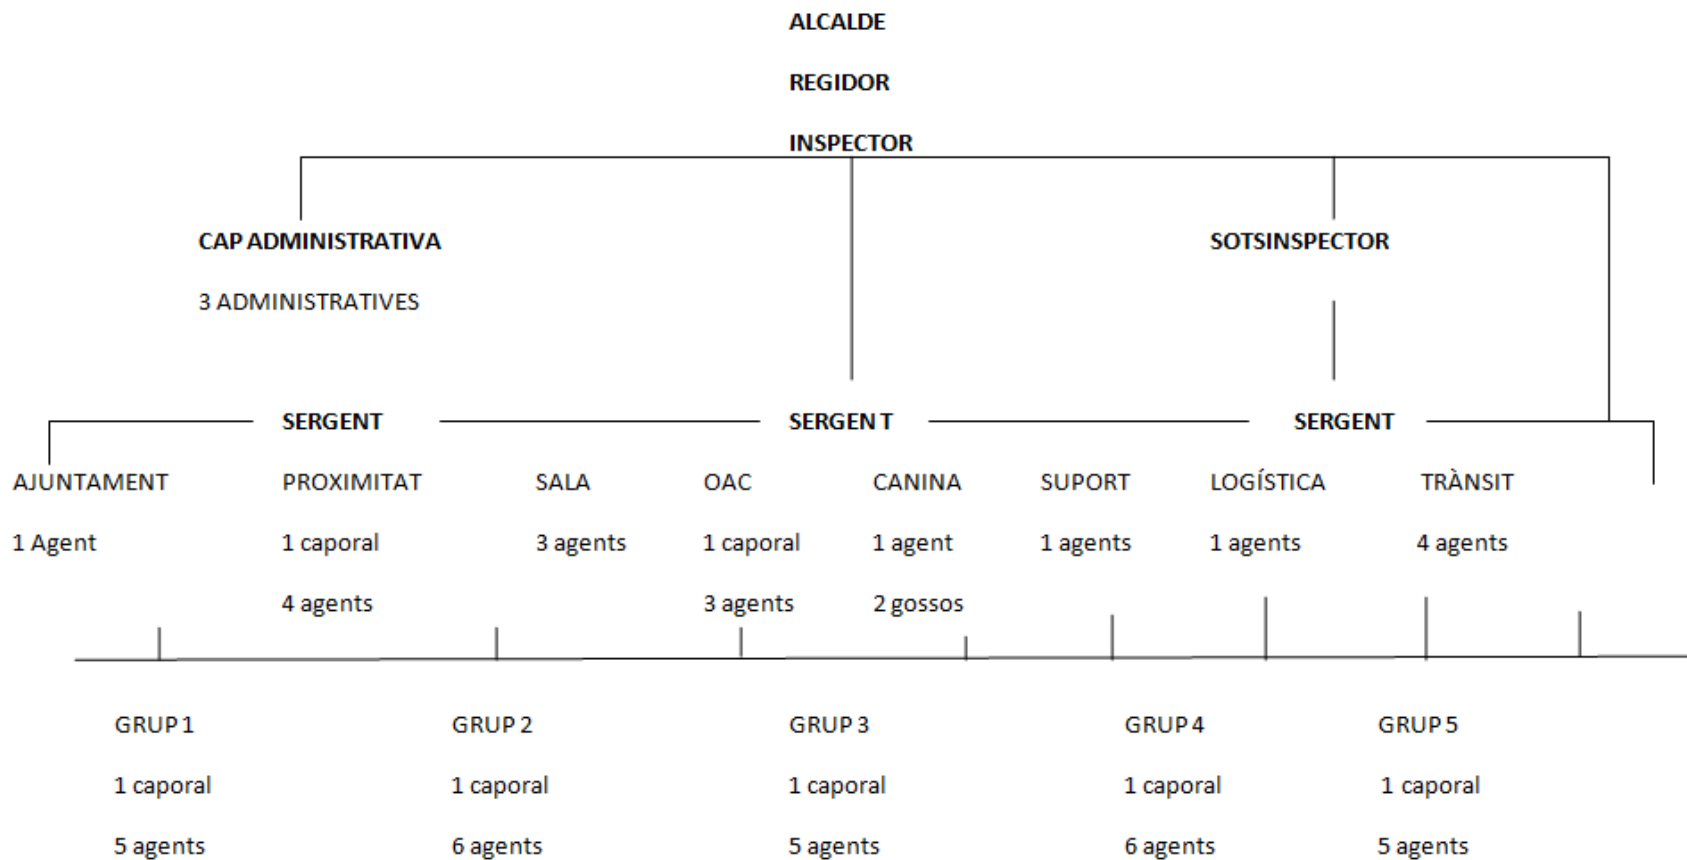 ALCALDE
REGIDOR
INSPECTOR
CAP ADMINISTRATIVA SOTSINSPECTOR
3 ADMINISTRATIVES
SERGENT SERGEN T SERGENT
AJUNTAMENT PROXIMITAT SALA OAC CANINA SUPORT LOGÍSTICA TRÀNSIT
1 Agent 1 caporal 3 agents 1 caporal 1 agent 1 agents 1 agents 4 agents
4 agents 3 agents 2 gossos
GRUP 1 GRUP 2 GRUP 3 GRUP 4 GRUP 5
1 caporal 1 caporal 1 caporal 1 caporal 1 caporal
5 agents 6 agents 5 agents 6 agents 5 agents